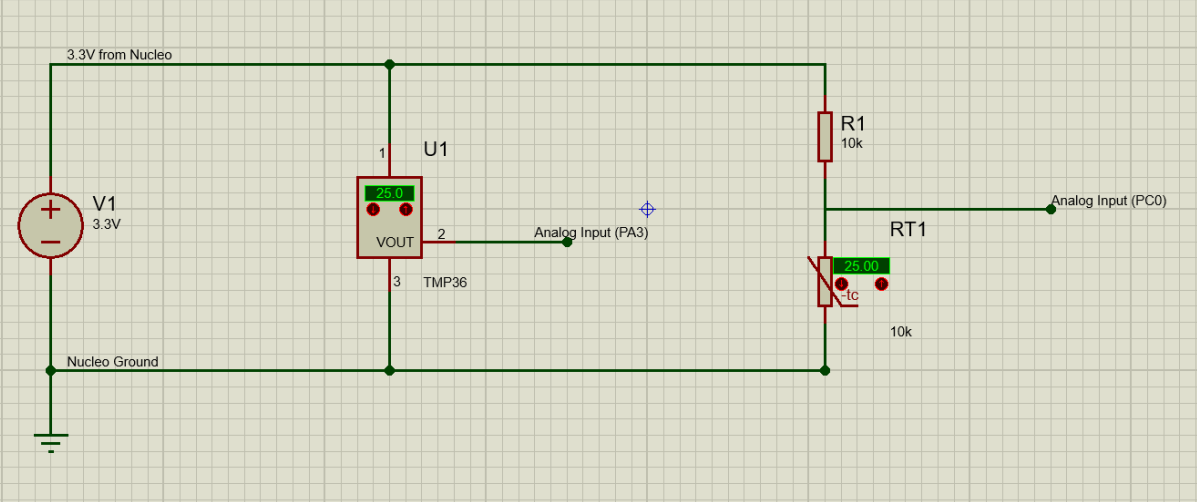 3.3V from Nucleo
V1
3.3V
Nucleo Ground
1
U1
25.0
VOUT
2
3
TMP36
Analog Input (PA3)
R1
10k
Analog Input (PC0)
RT1
25.00
-tc
10k